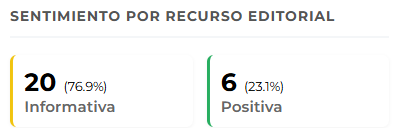 SENTIMIENTO POR RECURSO EDITORIAL
20 (76.9%)
Informativa
6 (23.1%)
Positiva